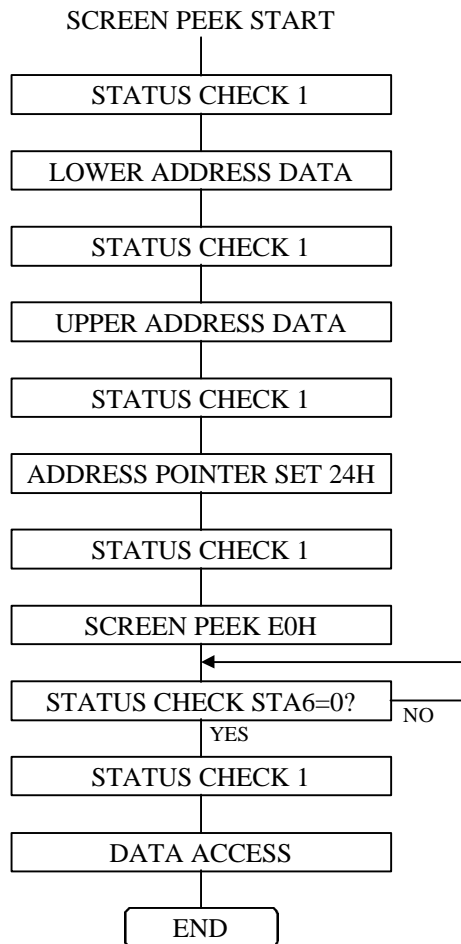 SCREEN PEEK START
STATUS CHECK 1
LOWER ADDRESS DATA
STATUS CHECK 1
UPPER ADDRESS DATA
STATUS CHECK 1
ADDRESS POINTER SET 24H
STATUS CHECK 1
SCREEN PEEK E0H
STATUS CHECK STA6=0?
NO
YES
STATUS CHECK 1
DATA ACCESS
END